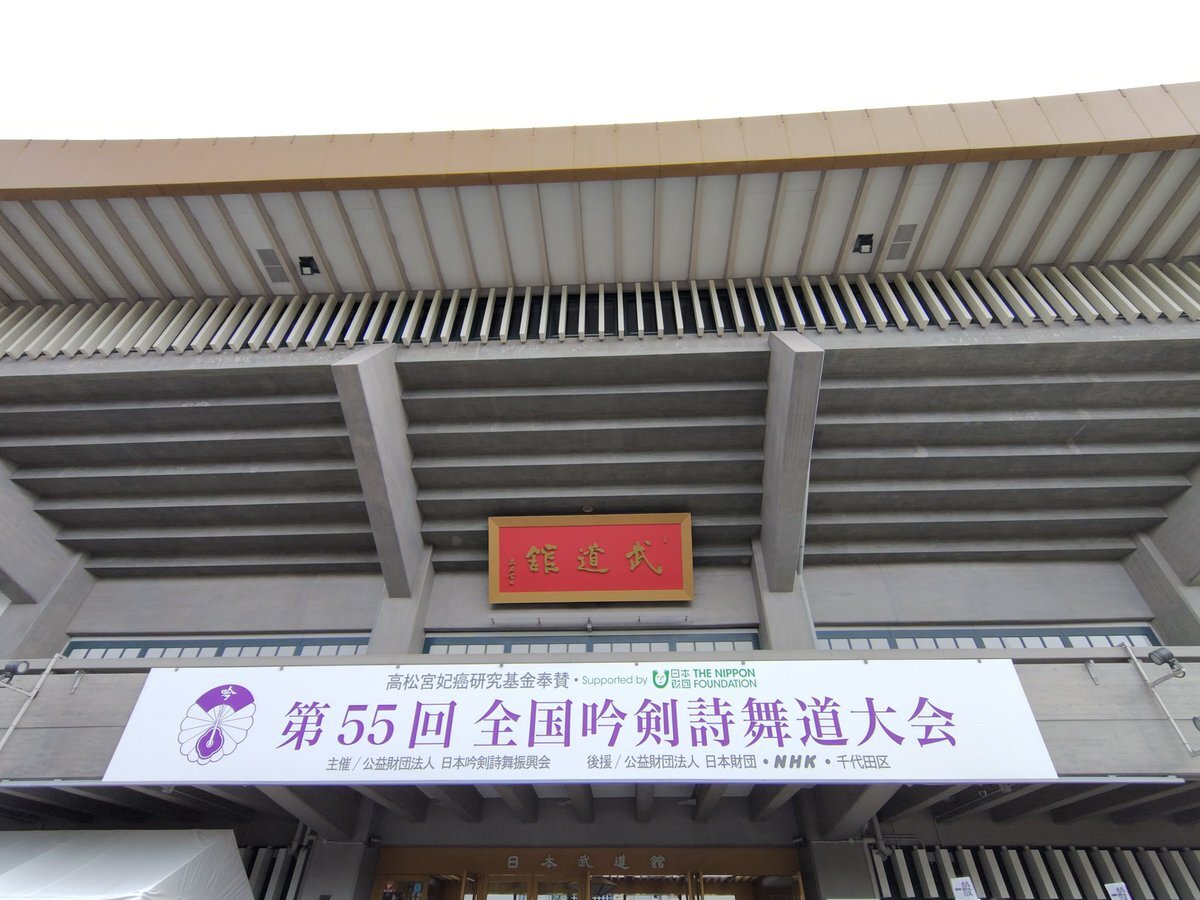 武道館
高松宮妃癌研究基金奉賛・Supported by 日本財団 THE NIPPON FOUNDATION
吟
第55回 全国吟剣詩舞道大会
主催/公益財団法人 日本吟剣詩舞振興会 後援/公益財団法人 日本財団・NHK・千代田区
日本武道館
一般
一般